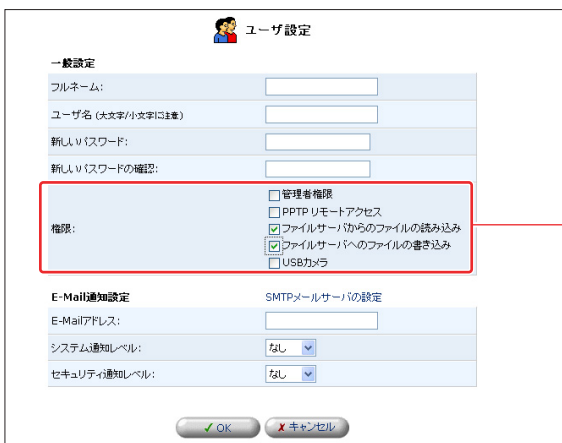 ユーザ設定
一般設定
フルネーム:
ユーザ名 (大文字/小文字に注意)
新しいパスワード:
新しいパスワードの確認:
権限:
管理者権限
PPTP リモートアクセス
ファイルサーバからのファイルの読み込み
ファイルサーバへのファイルの書き込み
USBカメラ
E-Mail通知設定 SMTPメールサーバの設定
E-Mailアドレス:
システム通知レベル: なし
セキュリティ通知レベル: なし
OK キャンセル